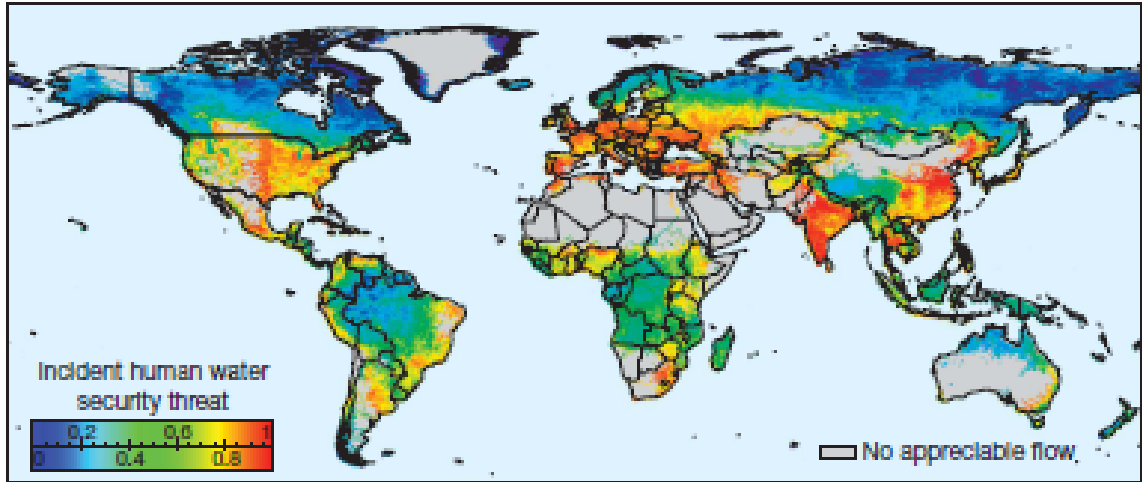 Incident human water
security threat
0.2 0.6 1
0 0.4 0.8
No appreciable flow